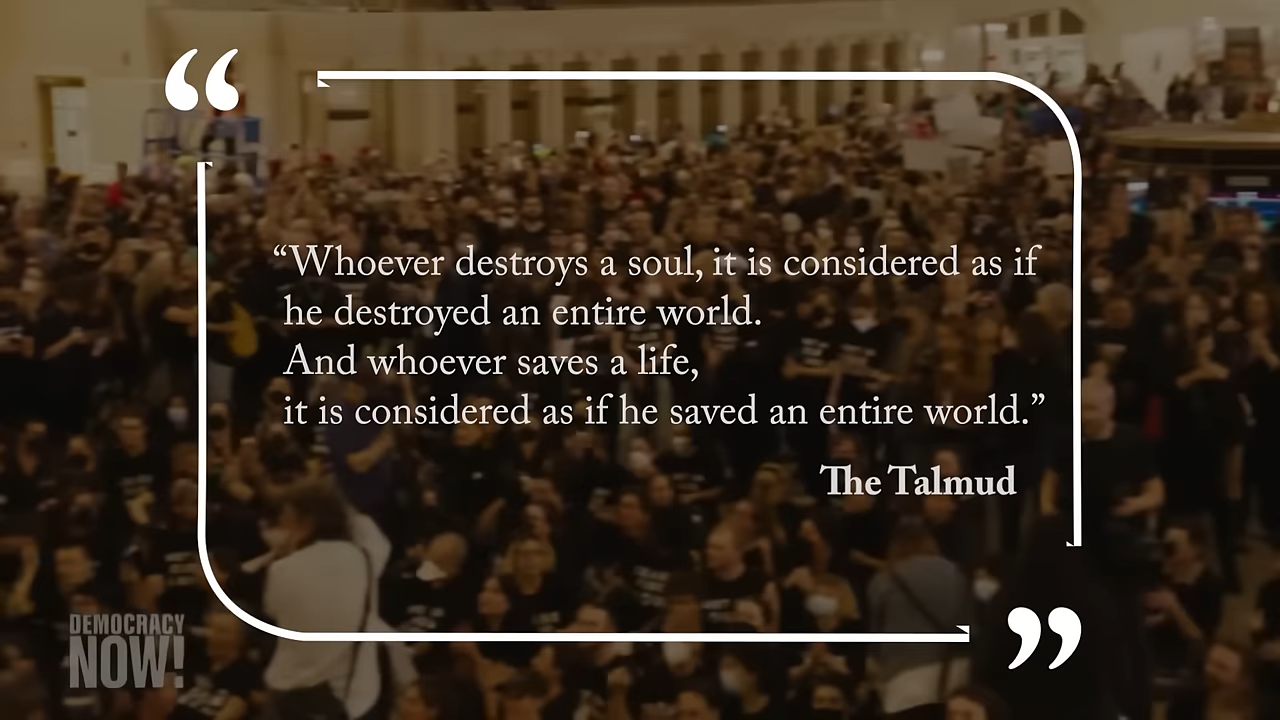 “Whoever destroys a soul, it is considered as if
he destroyed an entire world.
And whoever saves a life,
it is considered as if he saved an entire world.”
The Talmud
DEMOCRACY
NOW!